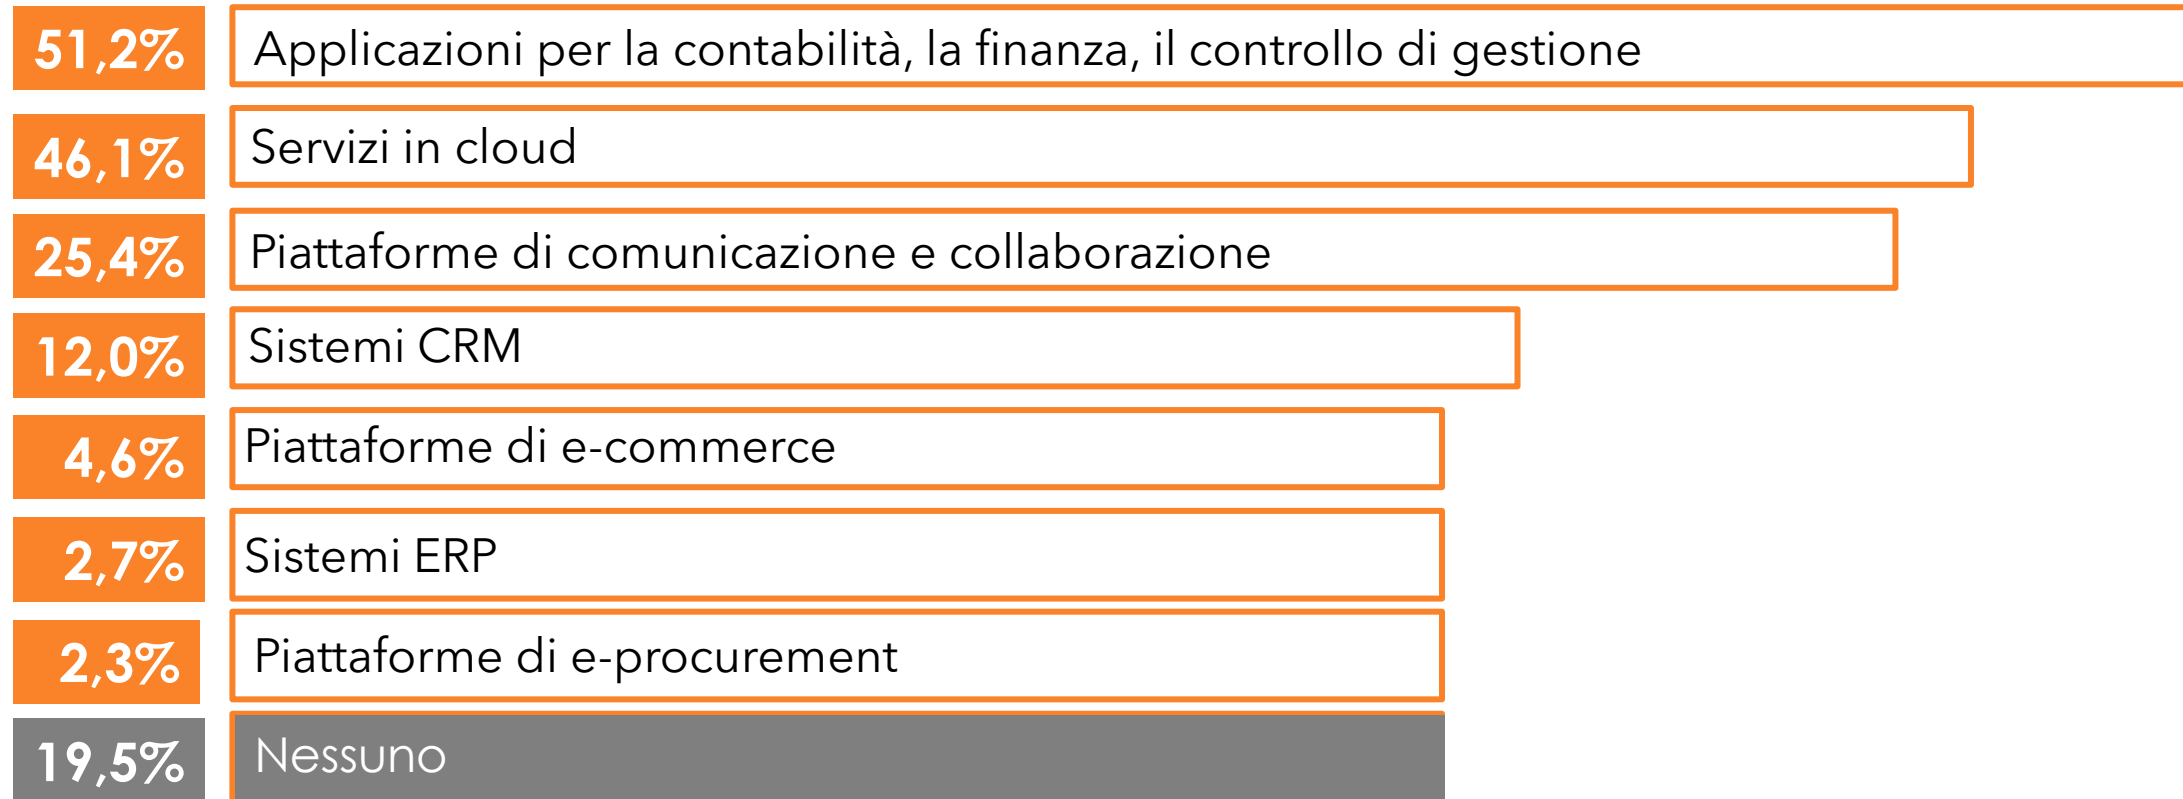 51,2% Applicazioni per la contabilità, la finanza, il controllo di gestione
46,1% Servizi in cloud
25,4% Piattaforme di comunicazione e collaborazione
12,0% Sistemi CRM
4,6% Piattaforme di e-commerce
2,7% Sistemi ERP
2,3% Piattaforme di e-procurement
19,5% Nessuno